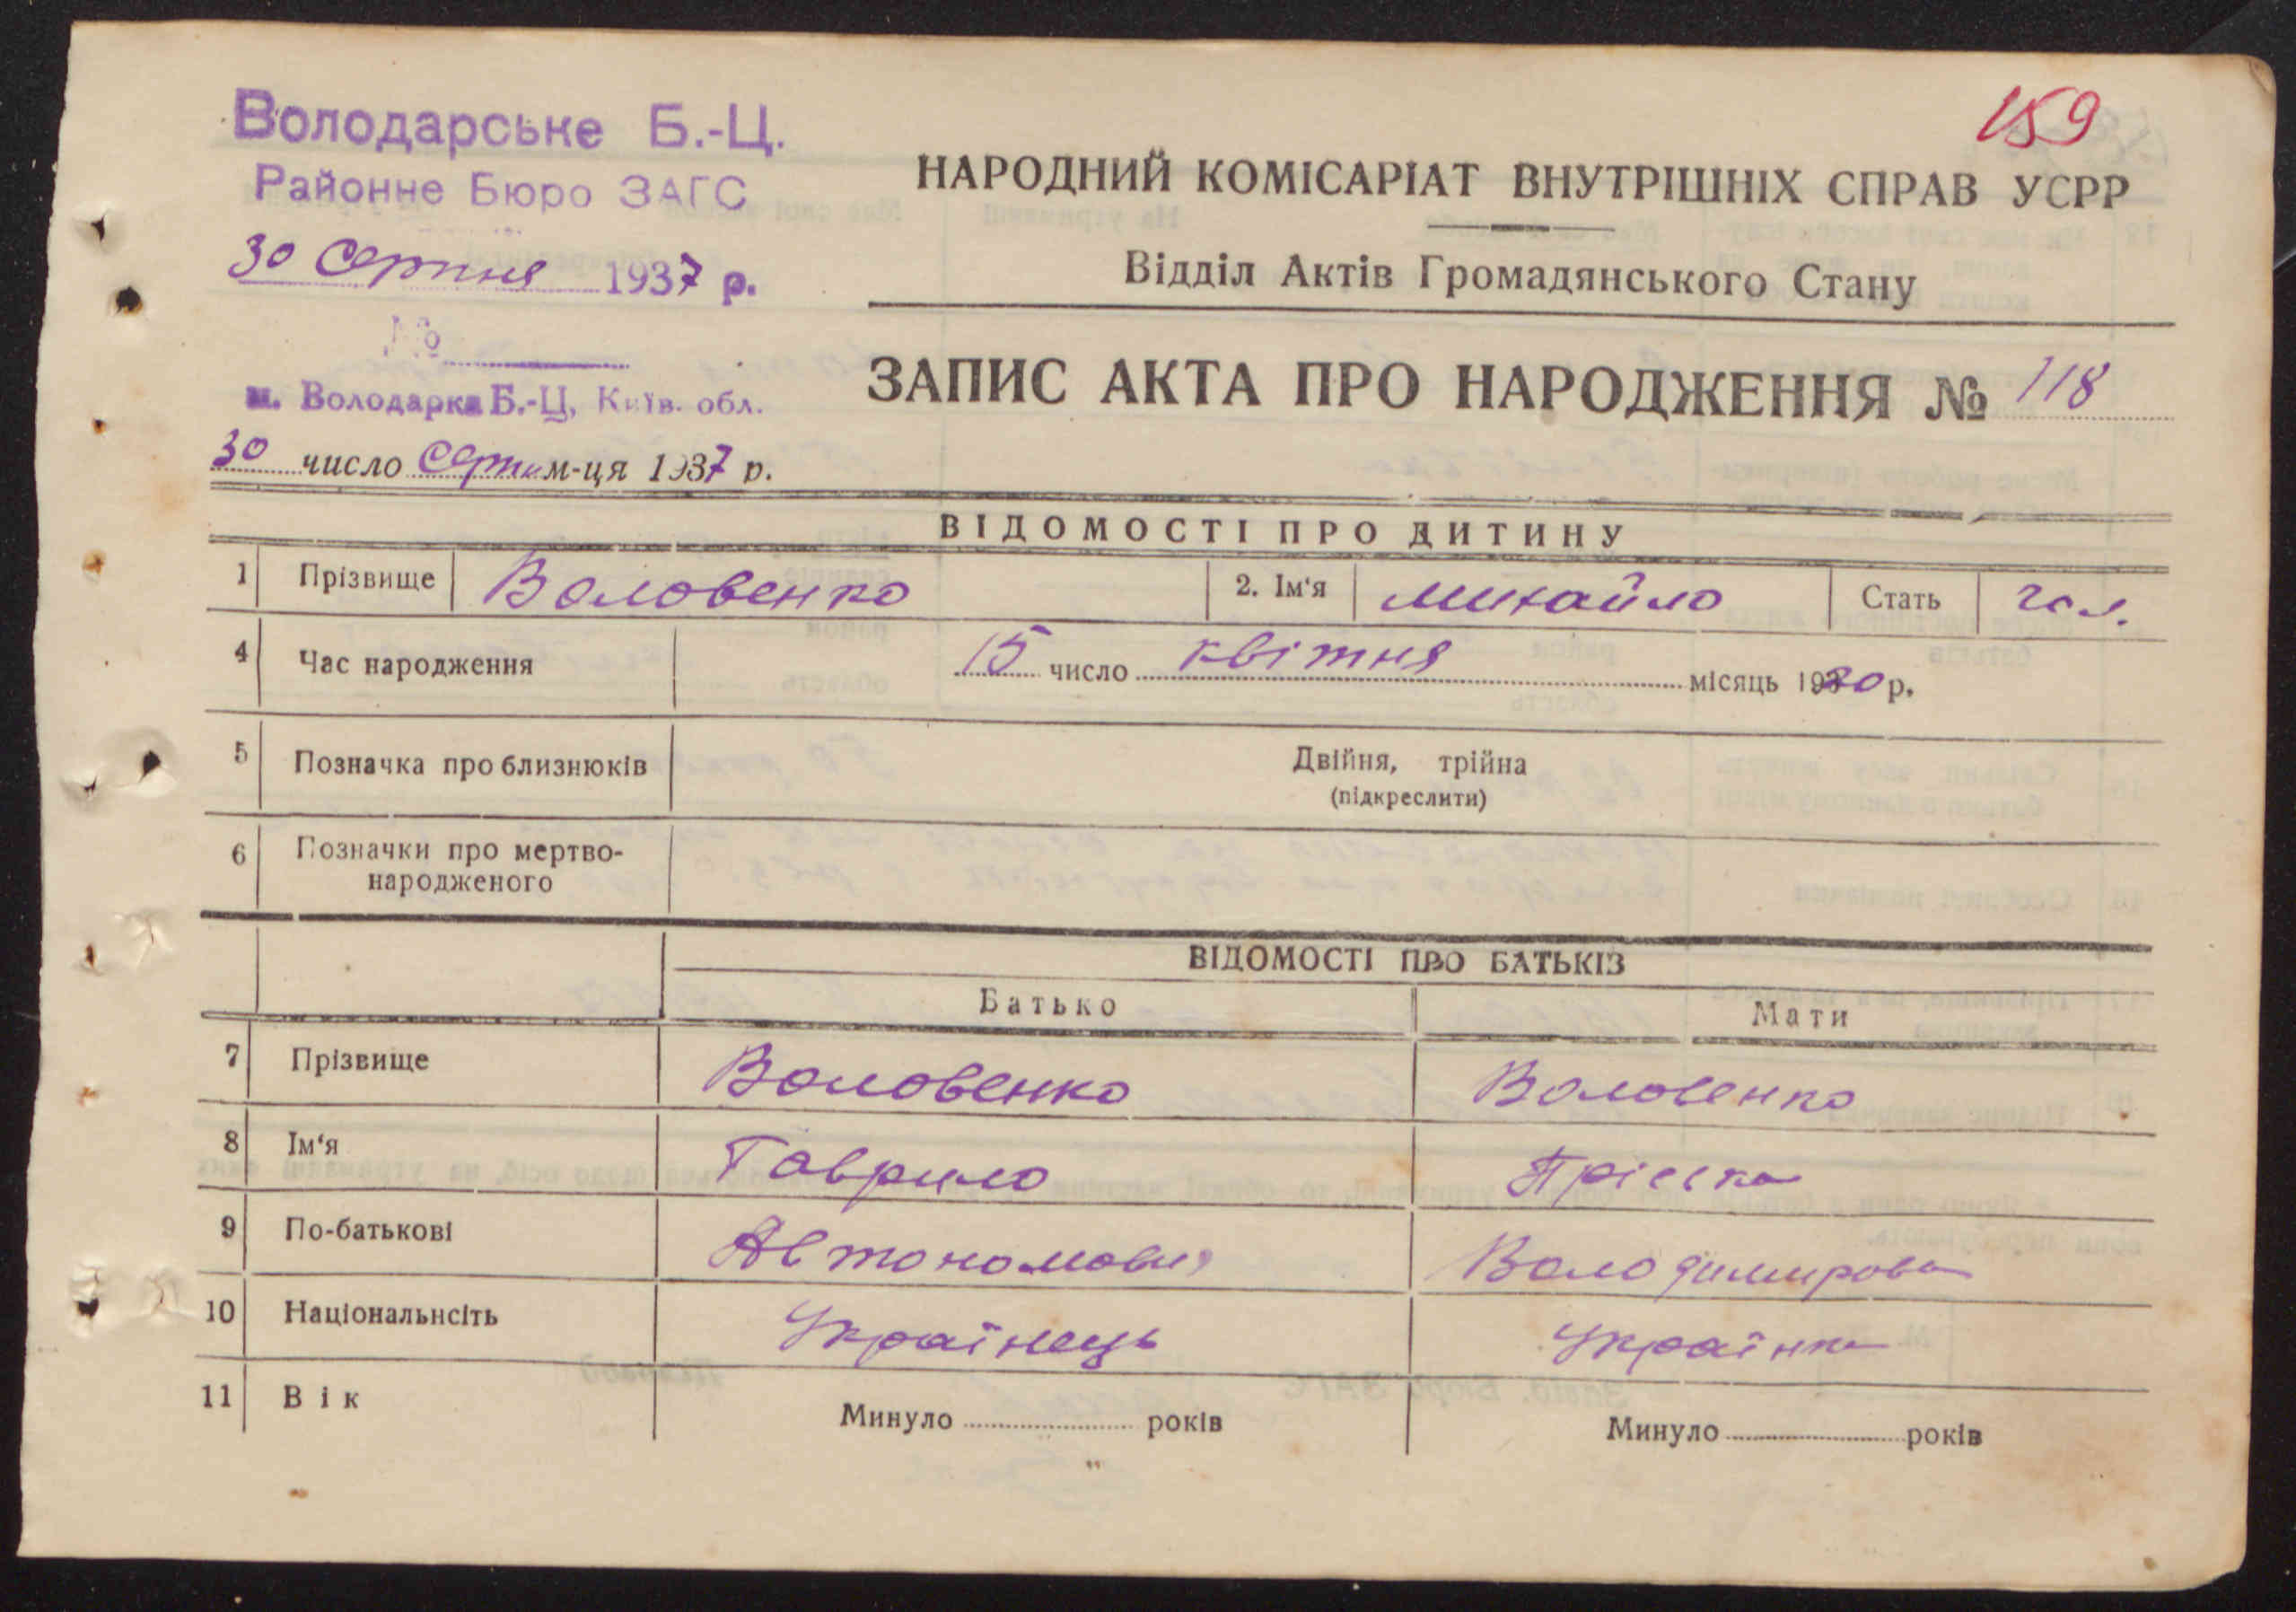 159
Володарське Б.-Ц.
Районне Бюро ЗАГС
30 Серпня 1937 р.
№
м. Володарка Б.-Ц, Київ. обл.
30 число Серпн м-ця 1937 р.
НАРОДНИЙ КОМІСАРІАТ ВНУТРІШНІХ СПРАВ УСРР
Відділ Актів Громадянського Стану
ЗАПИС АКТА ПРО НАРОДЖЕННЯ № 118
ВІДОМОСТІ ПРО ДИТИНУ
1 Прізвище Воловенко 2. Ім'я Михайло Стать чол.
4 Час народження 15 число квітня місяць 1920 р.
5 Позначка про близнюків Двійня, трійна
(підкреслити)
6 Позначки про мертво-
народженого
ВІДОМОСТІ ПРО БАТЬКІВ
Батько Мати
7 Прізвище Воловенко Воловенко
8 Ім'я Гаврило Пріська
9 По-батькові Автономович Володимирова
10 Національнсіть Українець Українка
11 Вік Минуло років Минуло років